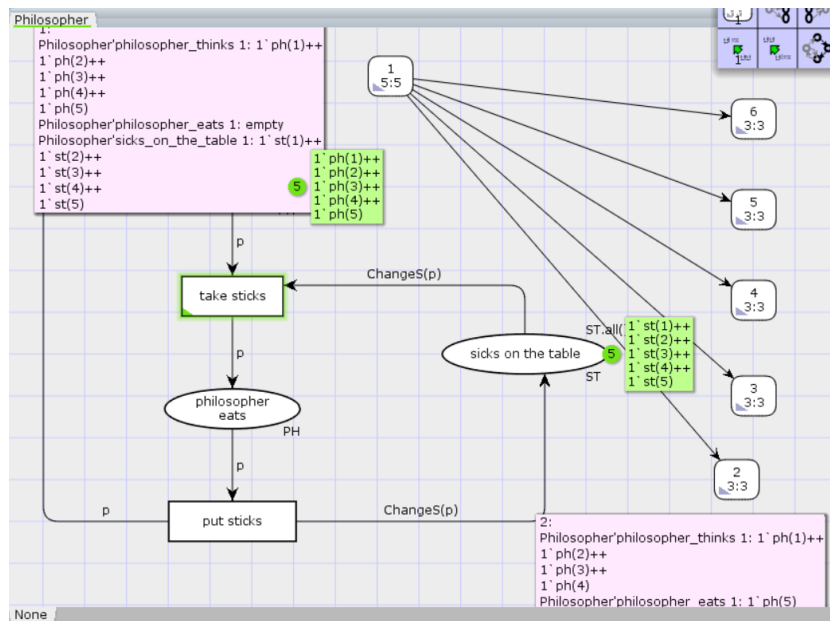 Philosopher
1:
Philosopher'philosopher_thinks 1: 1`ph(1)++
1`ph(2)++
1`ph(3)++
1`ph(4)++
1`ph(5)
Philosopher'philosopher_eats 1: empty
Philosopher'sicks_on_the_table 1: 1`st(1)++
1`st(2)++
1`st(3)++
1`st(4)++
1`st(5)
5
1`ph(1)++
1`ph(2)++
1`ph(3)++
1`ph(4)++
1`ph(5)
1
5:5
6
3:3
5
3:3
4
3:3
3
3:3
2
3:3
p
take sticks
ChangeS(p)
p
ST.all()
sicks on the table
5
ST
1`st(1)++
1`st(2)++
1`st(3)++
1`st(4)++
1`st(5)
philosopher
eats
PH
p
p
put sticks
ChangeS(p)
2:
Philosopher'philosopher_thinks 1: 1`ph(1)++
1`ph(2)++
1`ph(3)++
1`ph(4)
Philosopher'philosopher_eats 1: 1`ph(5)
None